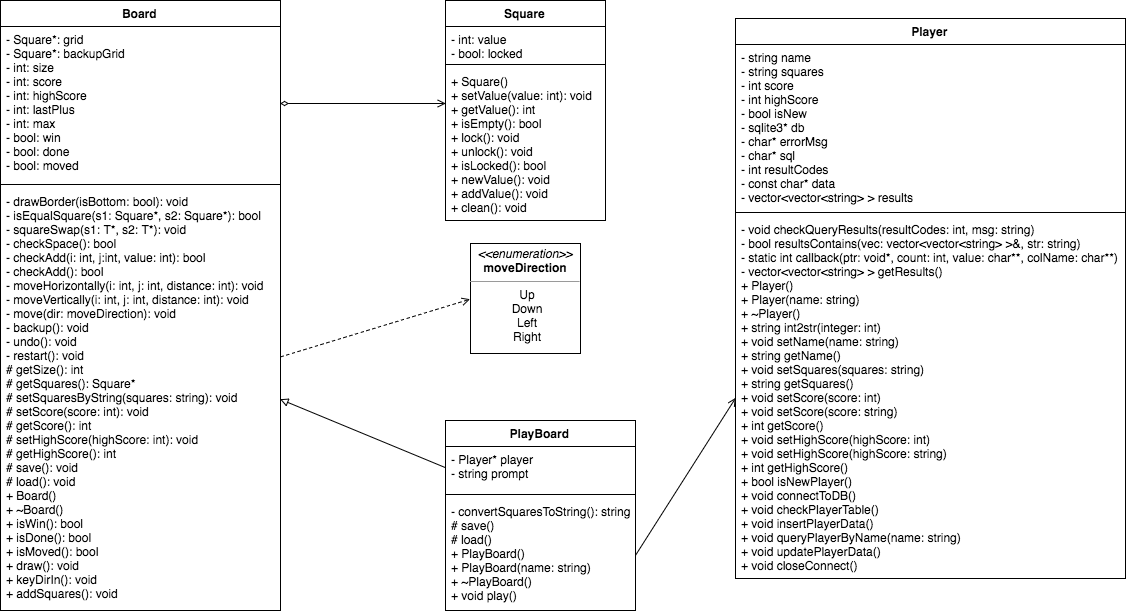 Board
- Square*: grid
- Square*: backupGrid
- int: size
- int: score
- int: highScore
- int: lastPlus
- int: max
- bool: win
- bool: done
- bool: moved
- drawBorder(isBottom: bool): void
- isEqualSquare(s1: Square*, s2: Square*): bool
- squareSwap(s1: T*, s2: T*): void
- checkSpace(): bool
- checkAdd(i: int, j:int, value: int): bool
- checkAdd(): bool
- moveHorizontally(i: int, j: int, distance: int): void
- moveVertically(i: int, j: int, distance: int): void
- move(dir: moveDirection): void
- backup(): void
- undo(): void
- restart(): void
# getSize(): int
# getSquares(): Square*
# setSquaresByString(squares: string): void
# setScore(score: int): void
# getScore(): int
# setHighScore(highScore: int): void
# getHighScore(): int
# save(): void
# load(): void
+ Board()
+ ~Board()
+ isWin(): bool
+ isDone(): bool
+ isMoved(): bool
+ draw(): void
+ keyDirIn(): void
+ addSquares(): void
Square
- int: value
- bool: locked
+ Square()
+ setValue(value: int): void
+ getValue(): int
+ isEmpty(): bool
+ lock(): void
+ unlock(): void
+ isLocked(): bool
+ newValue(): void
+ addValue(): void
+ clean(): void
<<enumeration>>
moveDirection
Up
Down
Left
Right
PlayBoard
- Player* player
- string prompt
- convertSquaresToString(): string
# save()
# load()
+ PlayBoard()
+ PlayBoard(name: string)
+ ~PlayBoard()
+ void play()
Player
- string name
- string squares
- int score
- int highScore
- bool isNew
- sqlite3* db
- char* errorMsg
- char* sql
- int resultCodes
- const char* data
- vector<vector<string> > results
- void checkQueryResults(resultCodes: int, msg: string)
- bool resultsContains(vec: vector<vector<string> >&, str: string)
- static int callback(ptr: void*, count: int, value: char**, colName: char**)
- vector<vector<string> > getResults()
+ Player()
+ Player(name: string)
+ ~Player()
+ string int2str(integer: int)
+ void setName(name: string)
+ string getName()
+ void setSquares(squares: string)
+ string getSquares()
+ void setScore(score: int)
+ void setScore(score: string)
+ int getScore()
+ void setHighScore(highScore: int)
+ void setHighScore(highScore: string)
+ int getHighScore()
+ bool isNewPlayer()
+ void connectToDB()
+ void checkPlayerTable()
+ void insertPlayerData()
+ void queryPlayerByName(name: string)
+ void updatePlayerData()
+ void closeConnect()